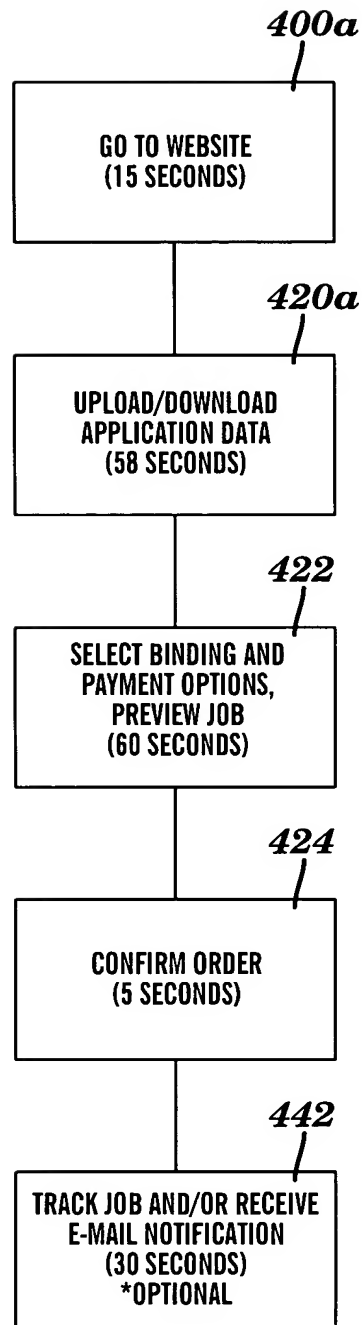 400a
GO TO WEBSITE
(15 SECONDS)
420a
UPLOAD/DOWNLOAD
APPLICATION DATA
(58 SECONDS)
422
SELECT BINDING AND
PAYMENT OPTIONS,
PREVIEW JOB
(60 SECONDS)
424
CONFIRM ORDER
(5 SECONDS)
442
TRACK JOB AND/OR RECEIVE
E-MAIL NOTIFICATION
(30 SECONDS)
*OPTIONAL